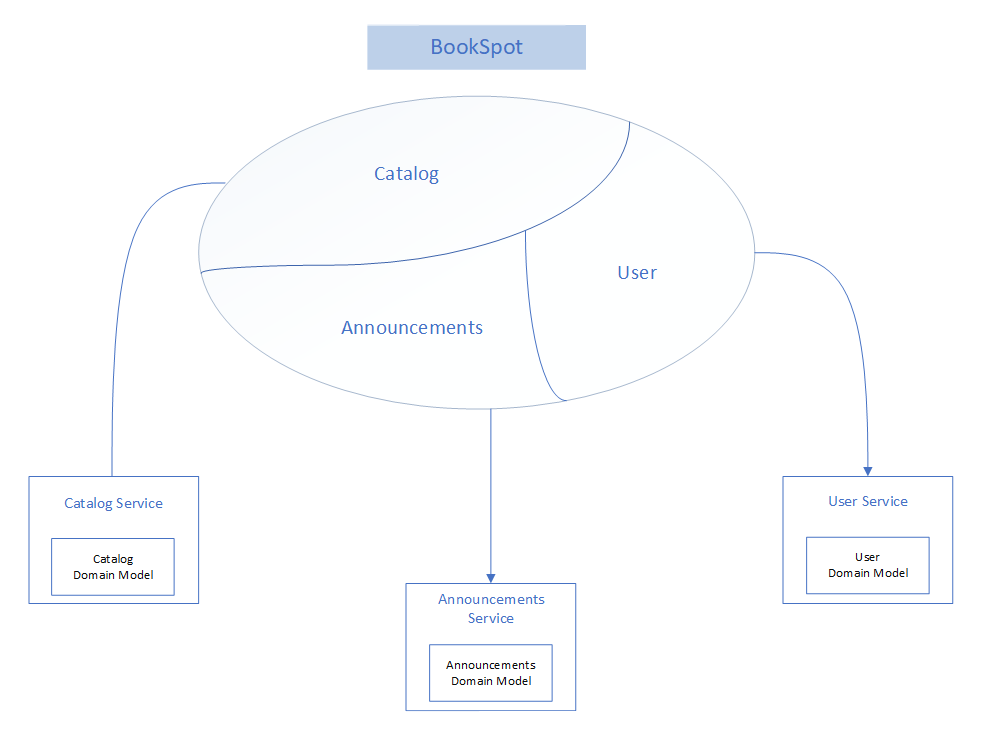 BookSpot
Catalog
User
Announcements
Catalog Service
Catalog
Domain Model
User Service
User
Domain Model
Announcements
Service
Announcements
Domain Model